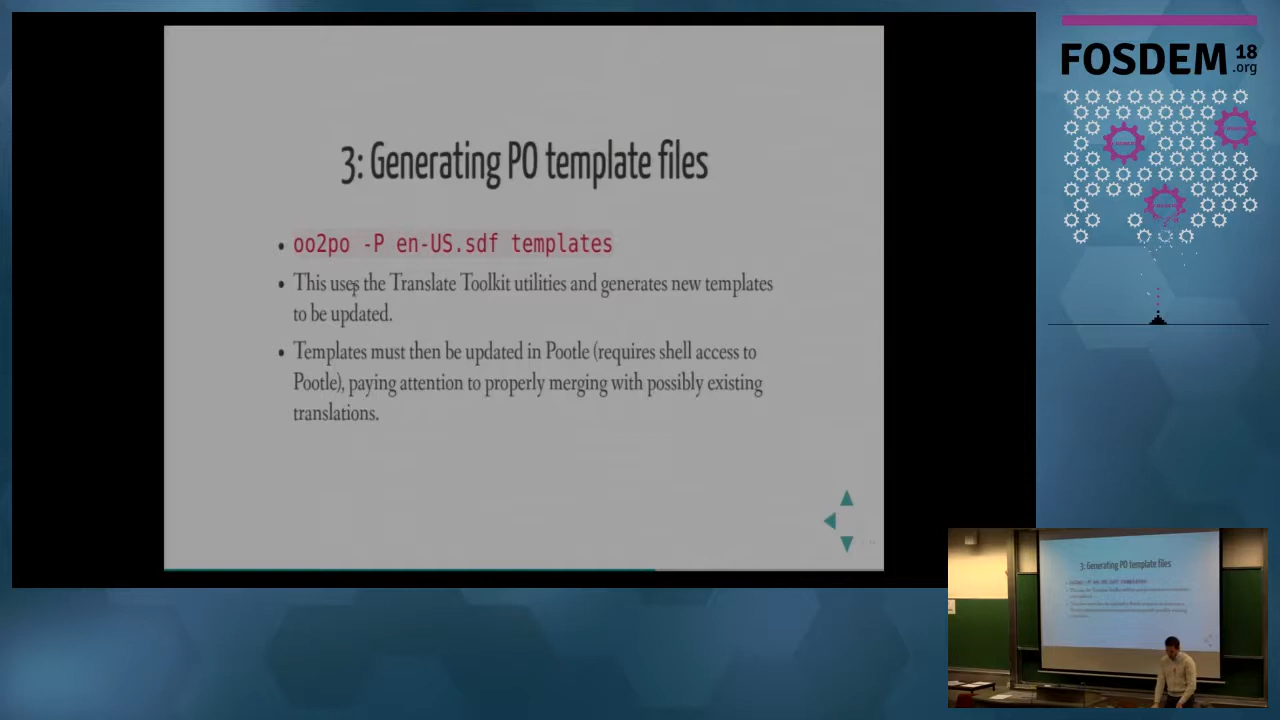 3: Generating PO template files
• oo2po -P en-US.sdf templates
• This uses the Translate Toolkit utilities and generates new templates
to be updated.
• Templates must then be updated in Pootle (requires shell access to
Pootle), paying attention to properly merging with possibly existing
translations.
FOSDEM 18
.org
3: Generating PO template files